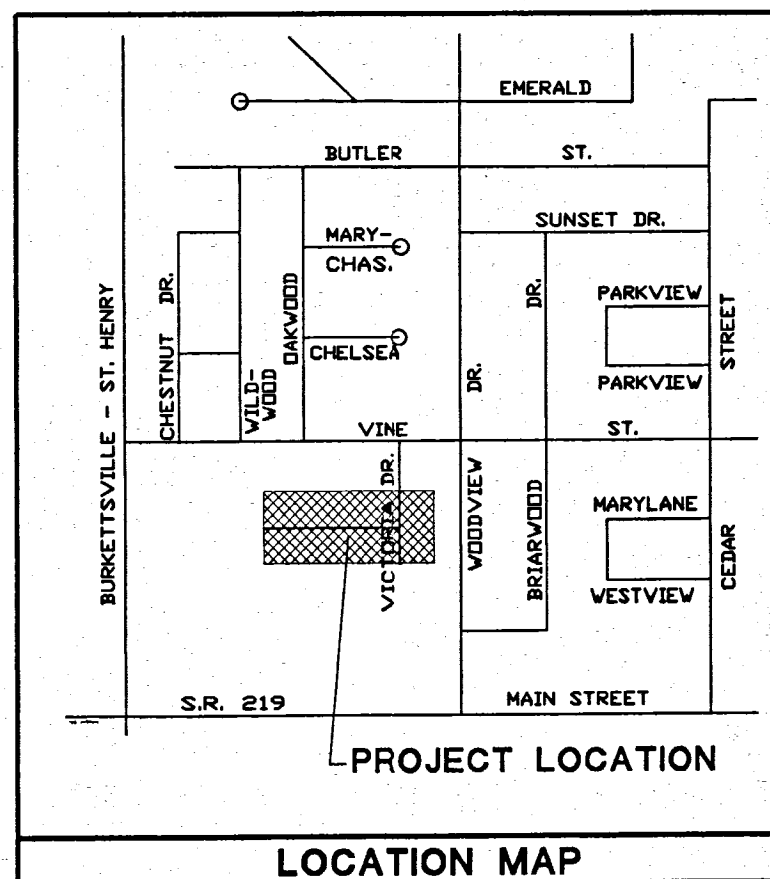 EMERALD
BUTLER ST.
SUNSET DR.
MARY-
CHAS.
CHELSEA
PARKVIEW
PARKVIEW
BURKETTSVILLE - ST. HENRY
CHESTNUT DR.
WILD-
WOOD
OAKWOOD
DR.
DR.
STREET
VINE ST.
VICTORIA DR.
WOODVIEW
BRIARWOOD
MARYLANE
WESTVIEW
CEDAR
S.R. 219 MAIN STREET
PROJECT LOCATION
LOCATION MAP